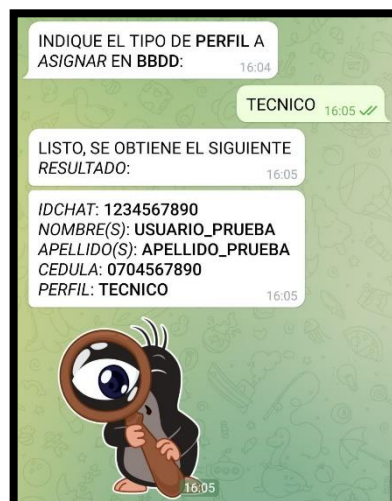 INDIQUE EL TIPO DE PERFIL A
ASIGNAR EN BBDD:
16:04
TECNICO 16:05
LISTO, SE OBTIENE EL SIGUIENTE
RESULTADO:
16:05
IDCHAT: 1234567890
NOMBRE(S): USUARIO_PRUEBA
APELLIDO(S): APELLIDO_PRUEBA
CEDULA: 0704567890
PERFIL: TECNICO
16:05
16:05